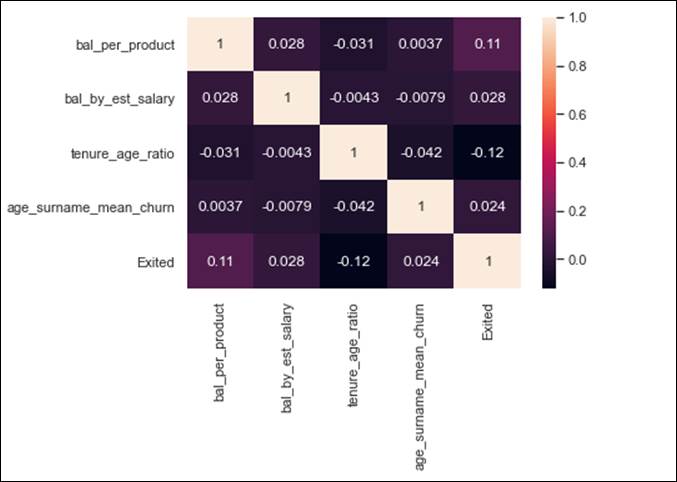 bal_per_product 1 0.028 -0.031 0.0037 0.11
bal_by_est_salary 0.028 1 -0.0043 -0.0079 0.028
tenure_age_ratio -0.031 -0.0043 1 -0.042 -0.12
age_surname_mean_churn 0.0037 -0.0079 -0.042 1 0.024
Exited 0.11 0.028 -0.12 0.024 1
bal_per_product
bal_by_est_salary
tenure_age_ratio
age_surname_mean_churn
Exited
1.0
0.8
0.6
0.4
0.2
0.0